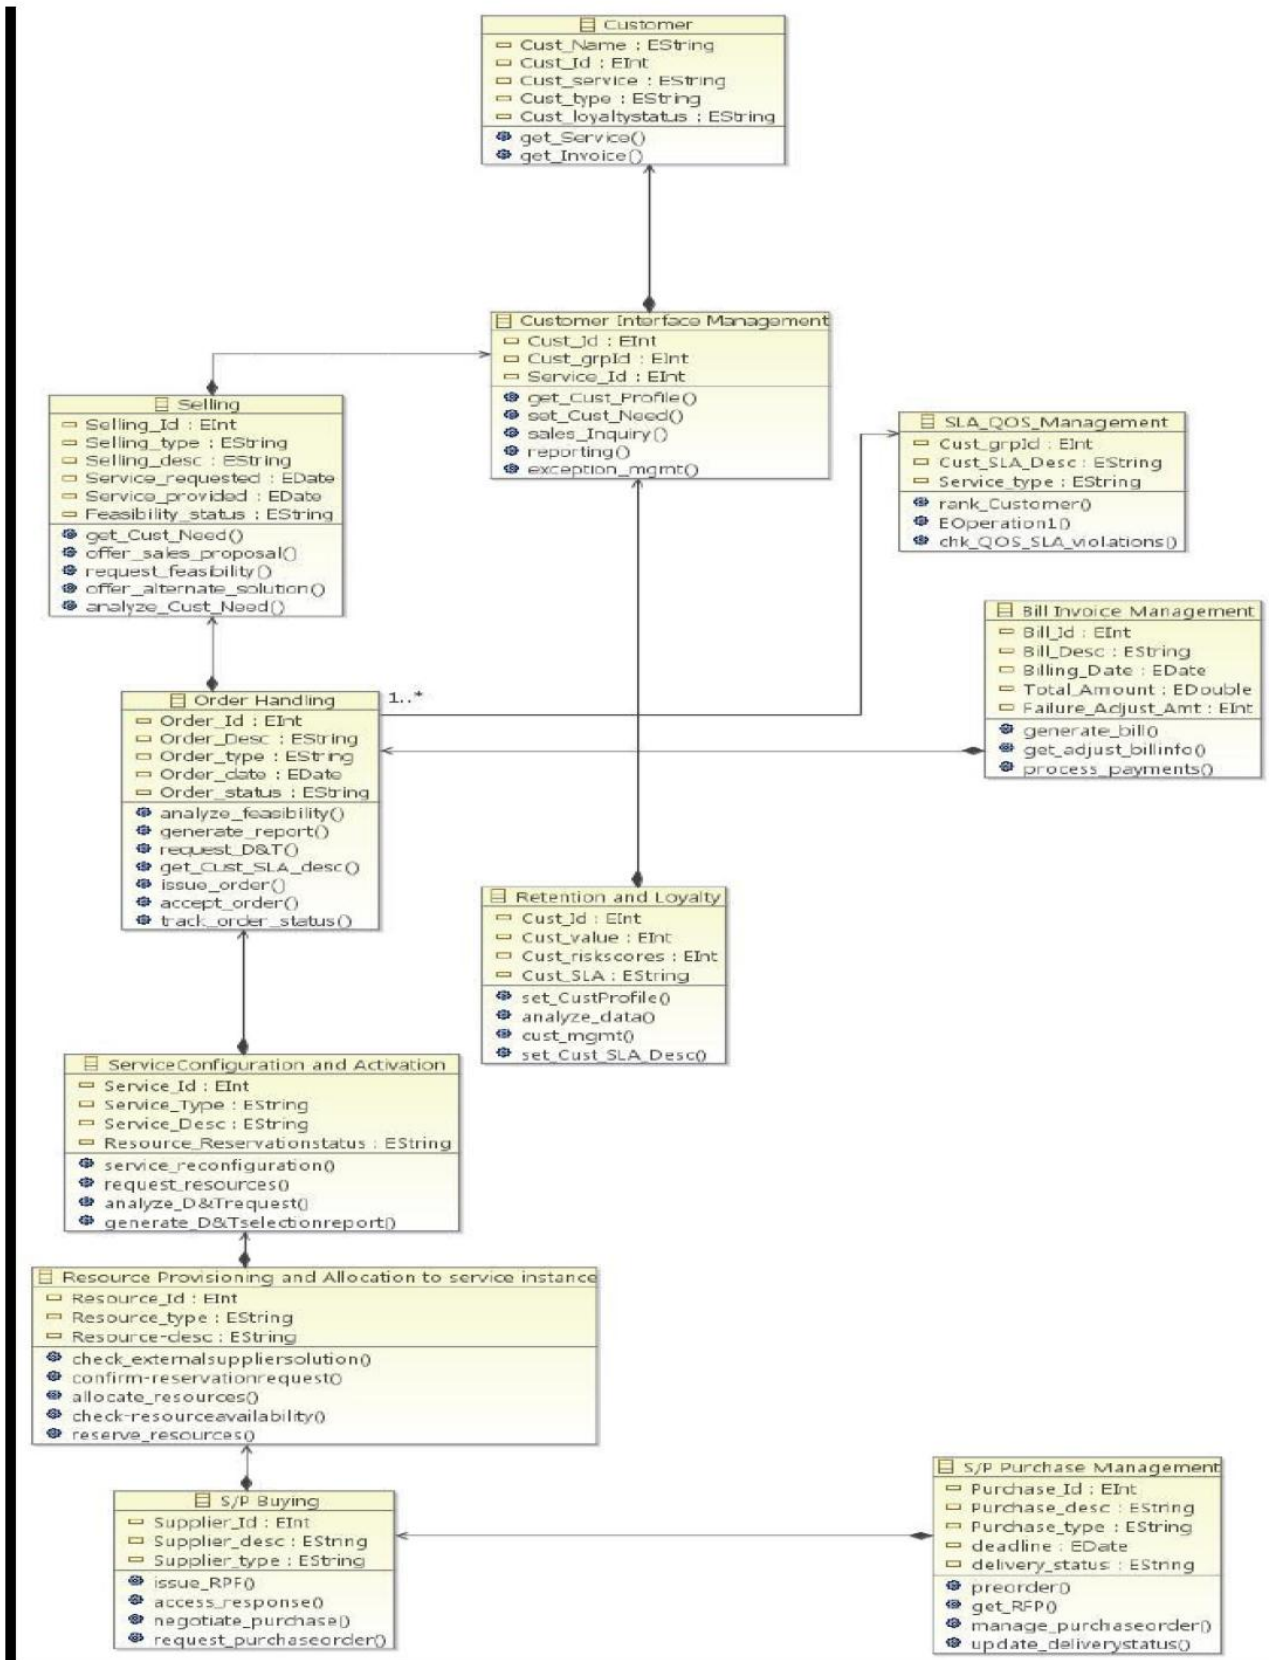 Customer
Cust_Name : EString
Cust_Id : EInt
Cust_service : EString
Cust_type : EString
Cust_loyaltystatus : EString
get_Service()
get_Invoice()
Customer Interface Management
Cust_Id : EInt
Cust_grpId : EInt
Service_Id : EInt
get_Cust_Profile()
set_Cust_Need()
sales_Inquiry()
reporting()
exception_mgmt()
Selling
Selling_Id : EInt
Selling_type : EString
Selling_desc : EString
Service_requested : EDate
Service_provided : EDate
Feasibility_status : EString
get_Cust_Need()
offer_sales_proposal()
request_feasibility()
offer_alternate_solution()
analyze_Cust_Need()
SLA_QOS_Management
Cust_grpId : EInt
Cust_SLA_Desc : EString
Service_type : EString
rank_Customer()
EOperation1()
chk_QOS_SLA_violations()
Bill Invoice Management
Bill_Id : EInt
Bill_Desc : EString
Billing_Date : EDate
Total_Amount : EDouble
Failure_Adjust_Amt : EInt
generate_bill()
get_adjust_billinfo()
process_payments()
Order Handling
1..*
Order_Id : EInt
Order_Desc : EString
Order_type : EString
Order_date : EDate
Order_status : EString
analyze_feasibility()
generate_report()
request_D&T()
get_Cust_SLA_desc()
issue_order()
accept_order()
track_order_status()
Retention and Loyalty
Cust_Id : EInt
Cust_value : EInt
Cust_riskscores : EInt
Cust_SLA : EString
set_CustProfile()
analyze_data()
cust_mgmt()
set_Cust_SLA_Desc()
ServiceConfiguration and Activation
Service_Id : EInt
Service_Type : EString
Service_Desc : EString
Resource_Reservationstatus : EString
service_reconfiguration()
request_resources()
analyze_D&Trequest()
generate_D&Tselectionreport()
Resource Provisioning and Allocation to service instance
Resource_Id : EInt
Resource_type : EString
Resource-desc : EString
check_externalsuppliersolution()
confirm-reservationrequest()
allocate_resources()
check-resourceavailability()
reserve_resources()
S/P Buying
Supplier_Id : EInt
Supplier_desc : EString
Supplier_type : EString
issue_RPF()
access_response()
negotiate_purchase()
request_purchaseorder()
S/P Purchase Management
Purchase_Id : EInt
Purchase_desc : EString
Purchase_type : EString
deadline : EDate
delivery_status : EString
preorder()
get_RFP()
manage_purchaseorder()
update_deliverystatus()